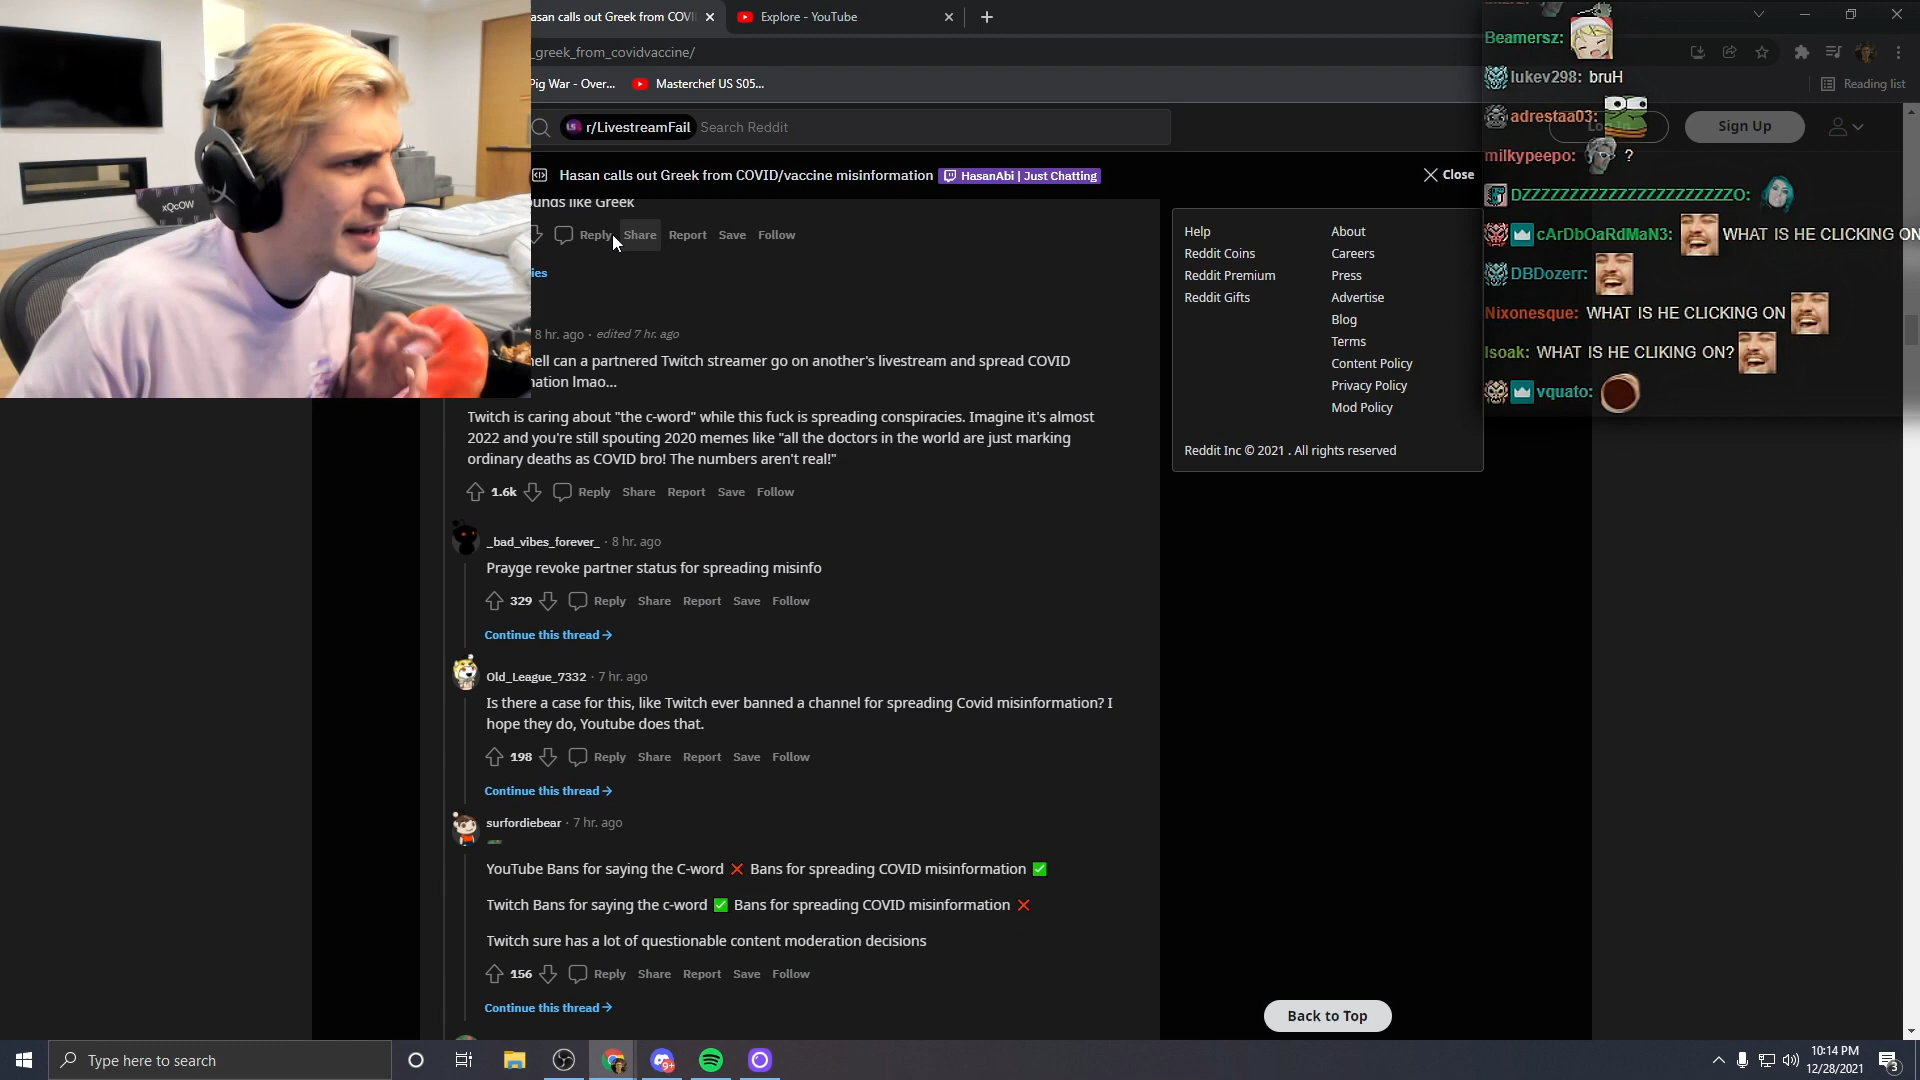 asan calls out Greek from COVI
Explore - YouTube
_greek_from_covidvaccine/
Pig War - Over...
Masterchef US S05...
Reading list
r/LivestreamFail
Search Reddit
Sign Up
Hasan calls out Greek from COVID/vaccine misinformation
HasanAbi | Just Chatting
Close
ounds like Greek
Reply
Share
Report
Save
Follow
ies
8 hr. ago · edited 7 hr. ago
hell can a partnered Twitch streamer go on another's livestream and spread COVID
mation lmao...
Twitch is caring about "the c-word" while this fuck is spreading conspiracies. Imagine it's almost
2022 and you're still spouting 2020 memes like "all the doctors in the world are just marking
ordinary deaths as COVID bro! The numbers aren't real!"
1.6k Reply Share Report Save Follow
_bad_vibes_forever_ · 8 hr. ago
Prayge revoke partner status for spreading misinfo
329 Reply Share Report Save Follow
Continue this thread →
Old_League_7332 · 7 hr. ago
Is there a case for this, like Twitch ever banned a channel for spreading Covid misinformation? I
hope they do, Youtube does that.
198 Reply Share Report Save Follow
Continue this thread →
surfordiebear · 7 hr. ago
YouTube Bans for saying the C-word ❌ Bans for spreading COVID misinformation ✅
Twitch Bans for saying the c-word ✅ Bans for spreading COVID misinformation ❌
Twitch sure has a lot of questionable content moderation decisions
156 Reply Share Report Save Follow
Continue this thread →
Help
Reddit Coins
Reddit Premium
Reddit Gifts
About
Careers
Press
Advertise
Blog
Terms
Content Policy
Privacy Policy
Mod Policy
Reddit Inc © 2021 . All rights reserved
Back to Top
xQcOW
Beamersz:
lukev298: bruH
adrestaa03:
milkypeepo: ?
DZZZZZZZZZZZZZZZZZZZZZZZO:
cArDbOaRdMaN3: WHAT IS HE CLICKING ON
DBDozerr:
Nixonesque: WHAT IS HE CLICKING ON
lsoak: WHAT IS HE CLIKING ON?
vquato:
Type here to search
9+
10:14 PM
12/28/2021
3